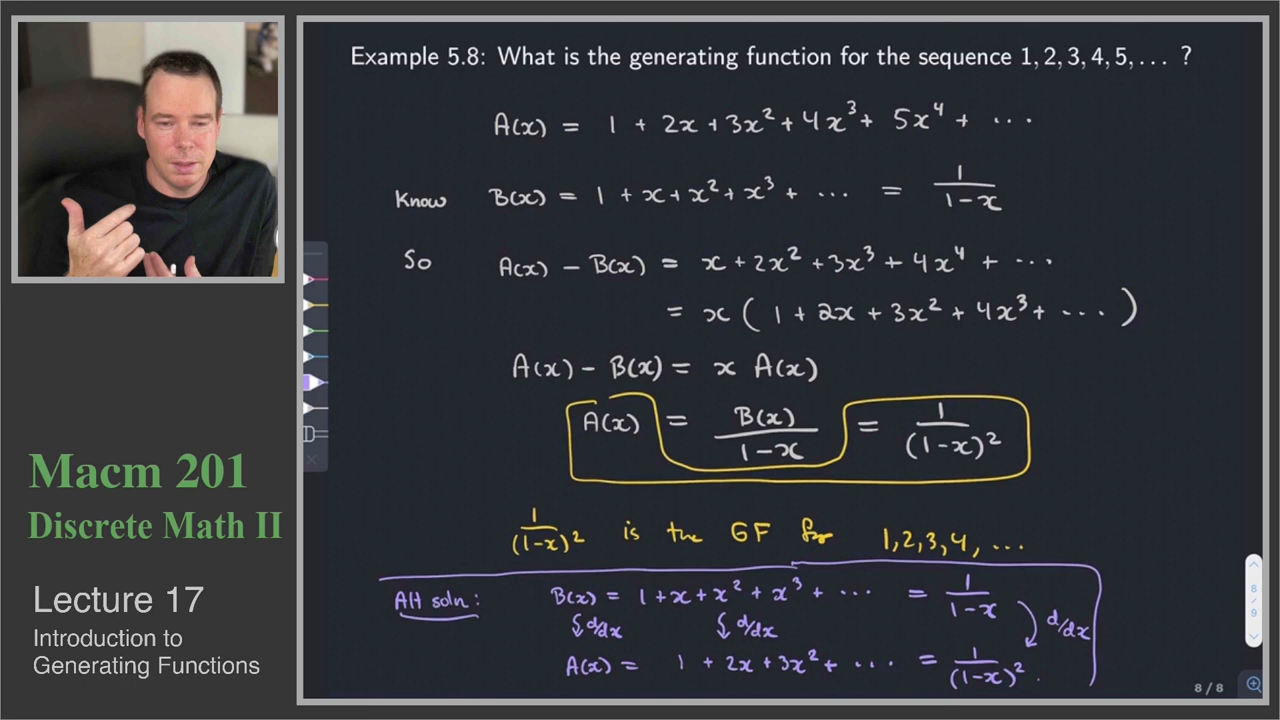 Example 5.8: What is the generating function for the sequence 1, 2, 3, 4, 5, ... ?
A(x) = 1 + 2x + 3x² + 4x³ + 5x⁴ + ...
Know B(x) = 1 + x + x² + x³ + ... = 1/(1-x)
So A(x) - B(x) = x + 2x² + 3x³ + 4x⁴ + ...
= x ( 1 + 2x + 3x² + 4x³ + ... )
A(x) - B(x) = x A(x)
A(x) = B(x)/(1-x) = 1/(1-x)²
1/(1-x)² is the GF for 1, 2, 3, 4, ...
Alt soln: B(x) = 1 + x + x² + x³ + ... = 1/(1-x)
↓ d/dx ↓ d/dx d/dx
A(x) = 1 + 2x + 3x² + ... = 1/(1-x)².
8 / 9
8 / 8
Macm 201
Discrete Math II
Lecture 17
Introduction to
Generating Functions